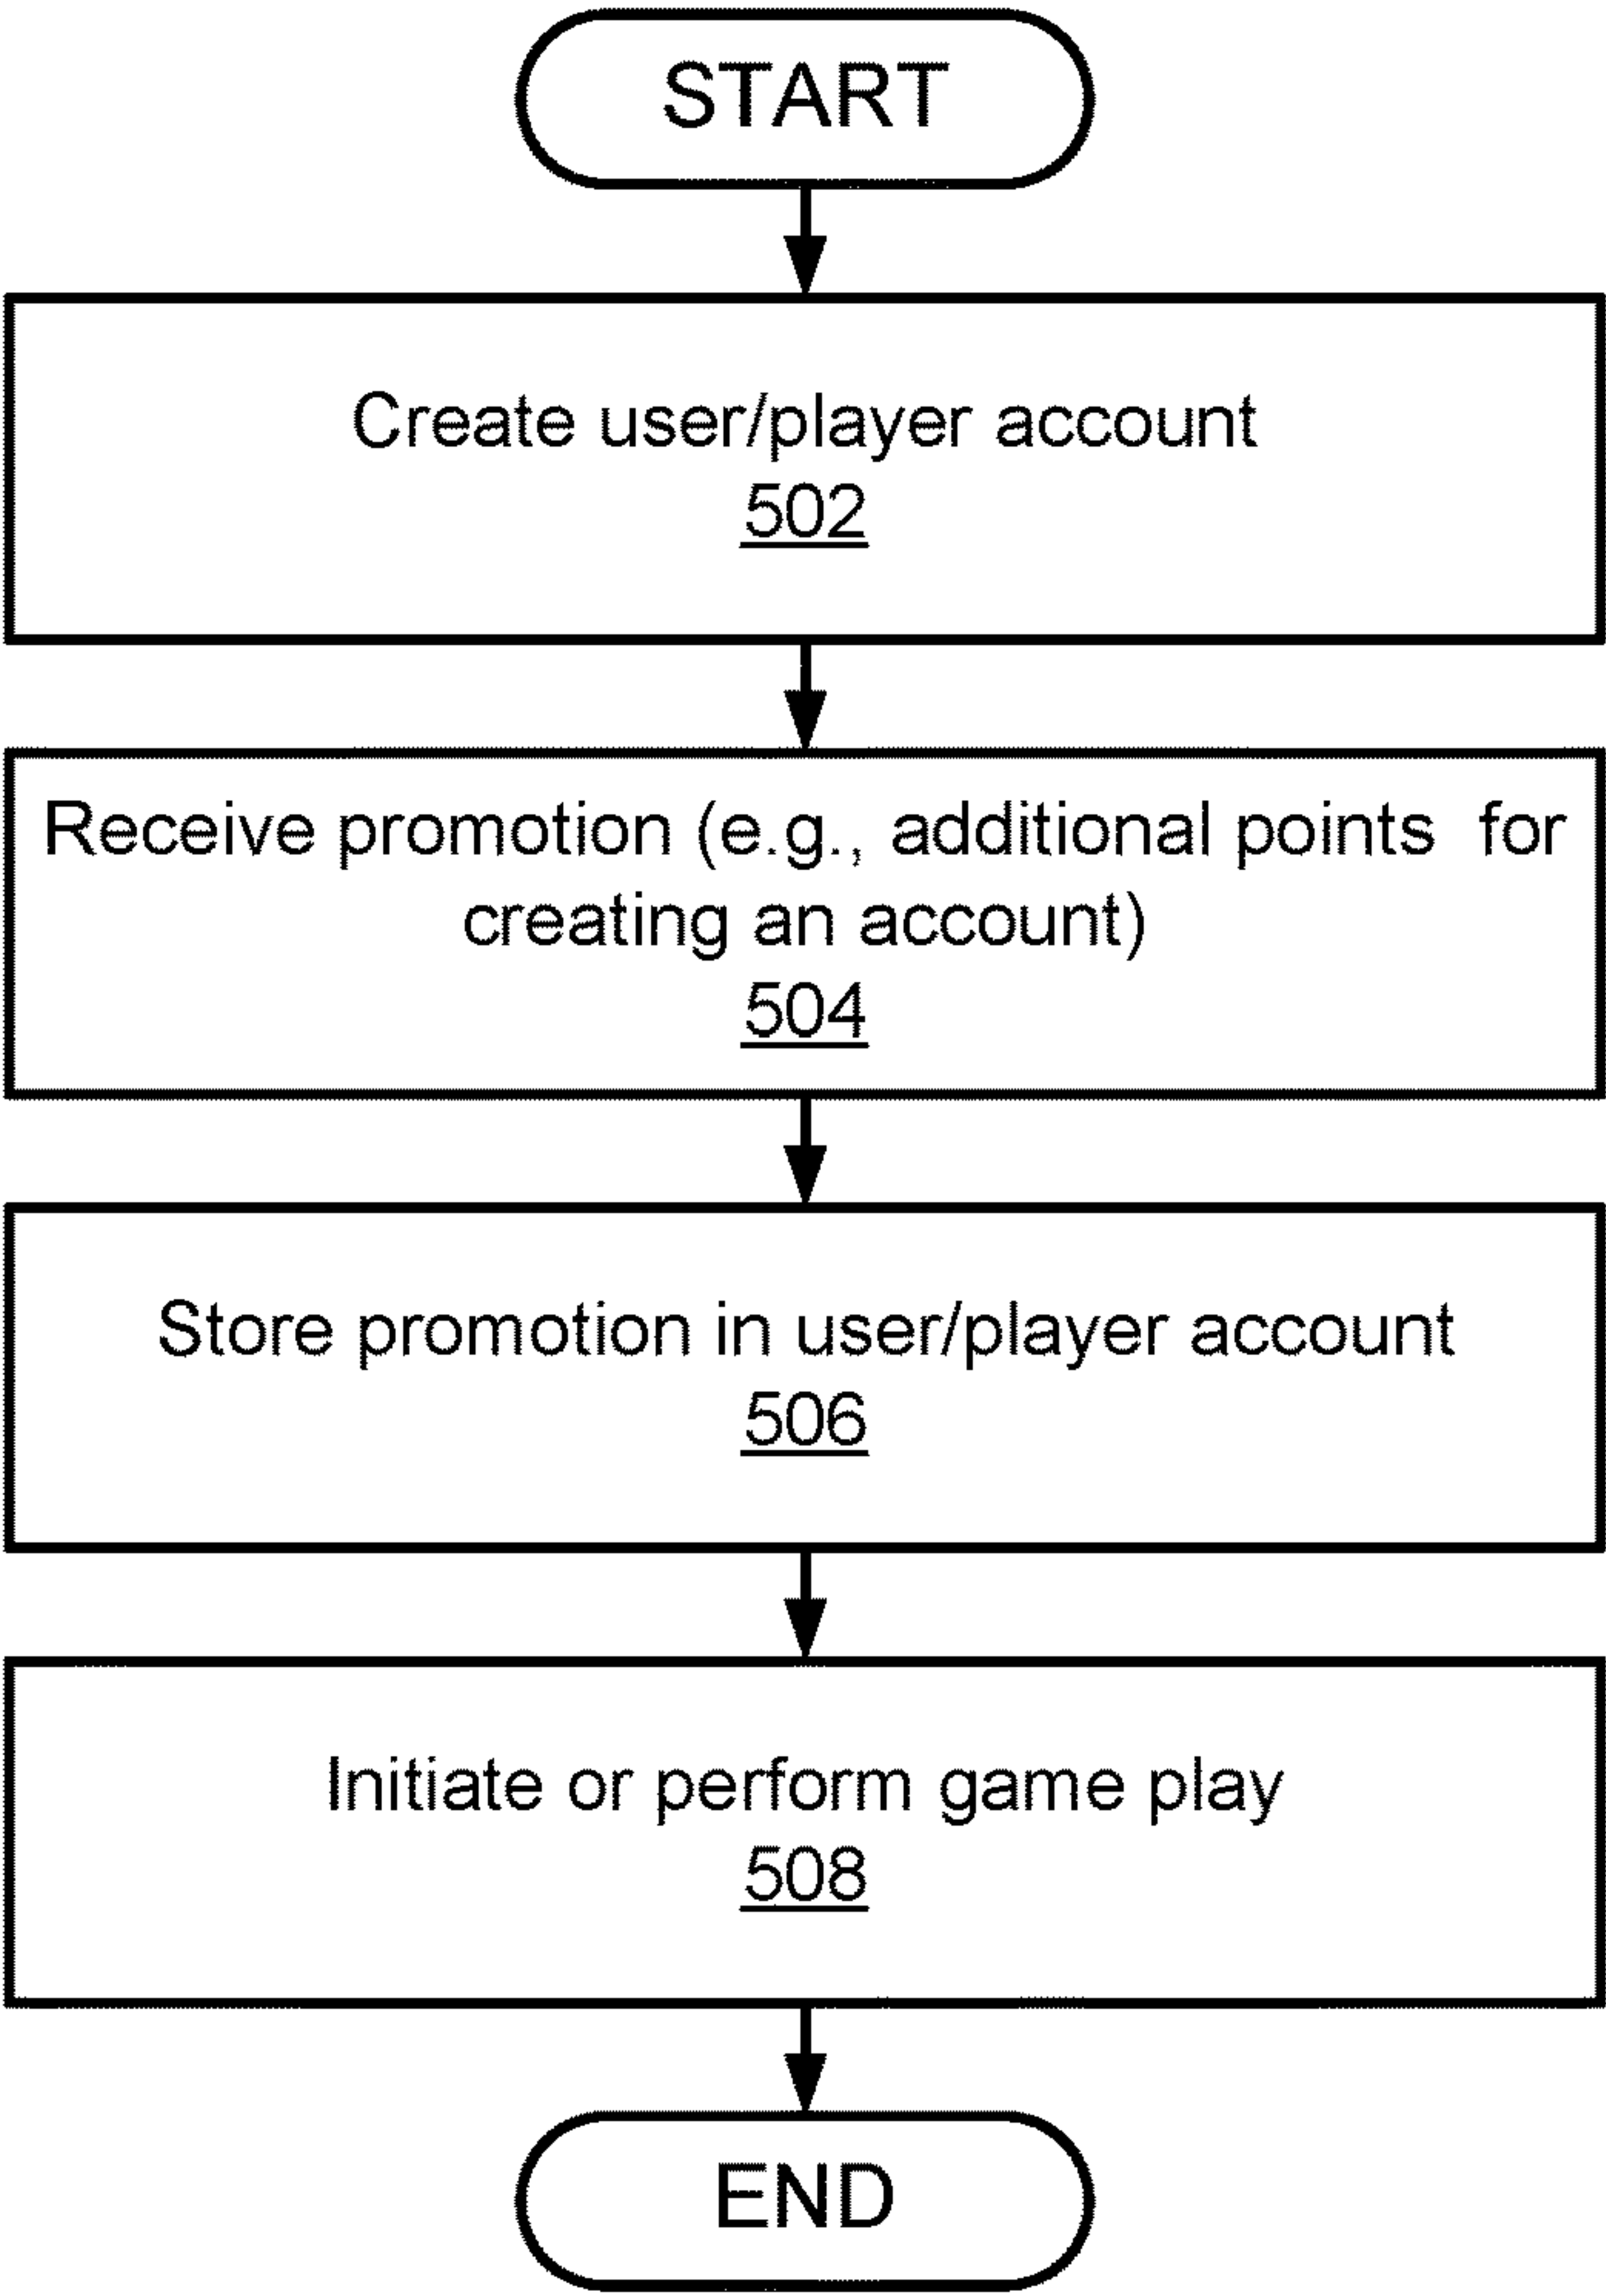 START
Create user/player account
502
Receive promotion (e.g., additional points  for
creating an account)
504
Store promotion in user/player account
506
Initiate or perform game play
508
END